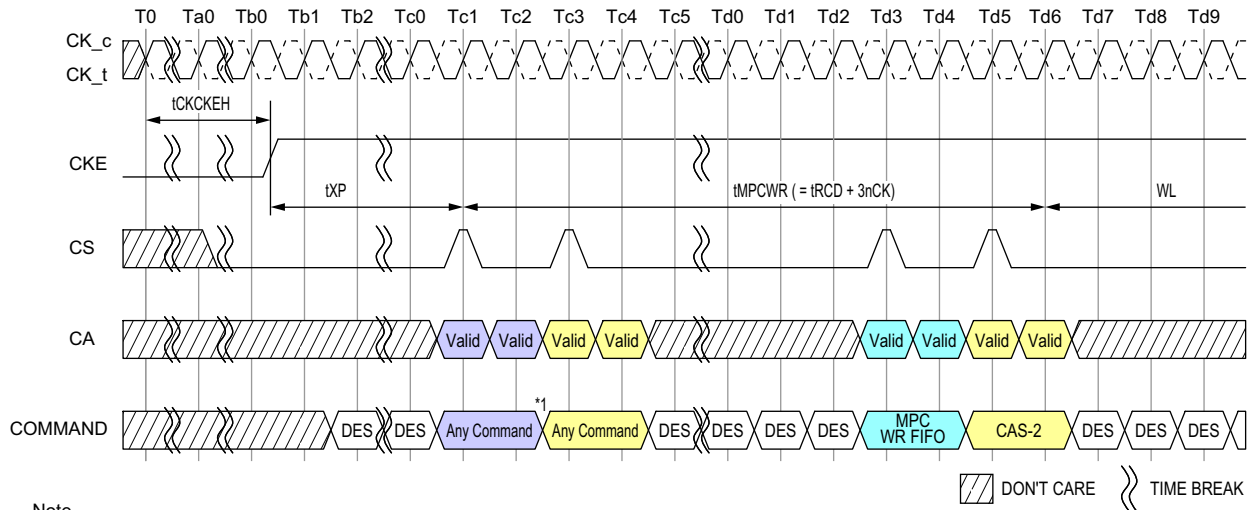 T0 Ta0 Tb0 Tb1 Tb2 Tc0 Tc1 Tc2 Tc3 Tc4 Tc5 Td0 Td1 Td2 Td3 Td4 Td5 Td6 Td7 Td8 Td9
CK_c
CK_t
tCKCKEH
CKE
tXP
tMPCWR ( = tRCD + 3nCK)
WL
CS
CA
Valid Valid Valid Valid Valid Valid Valid Valid
*1
COMMAND
DES DES Any Command Any Command DES DES DES DES MPC
WR FIFO
CAS-2 DES DES DES
DON'T CARE
TIME BREAK
Note